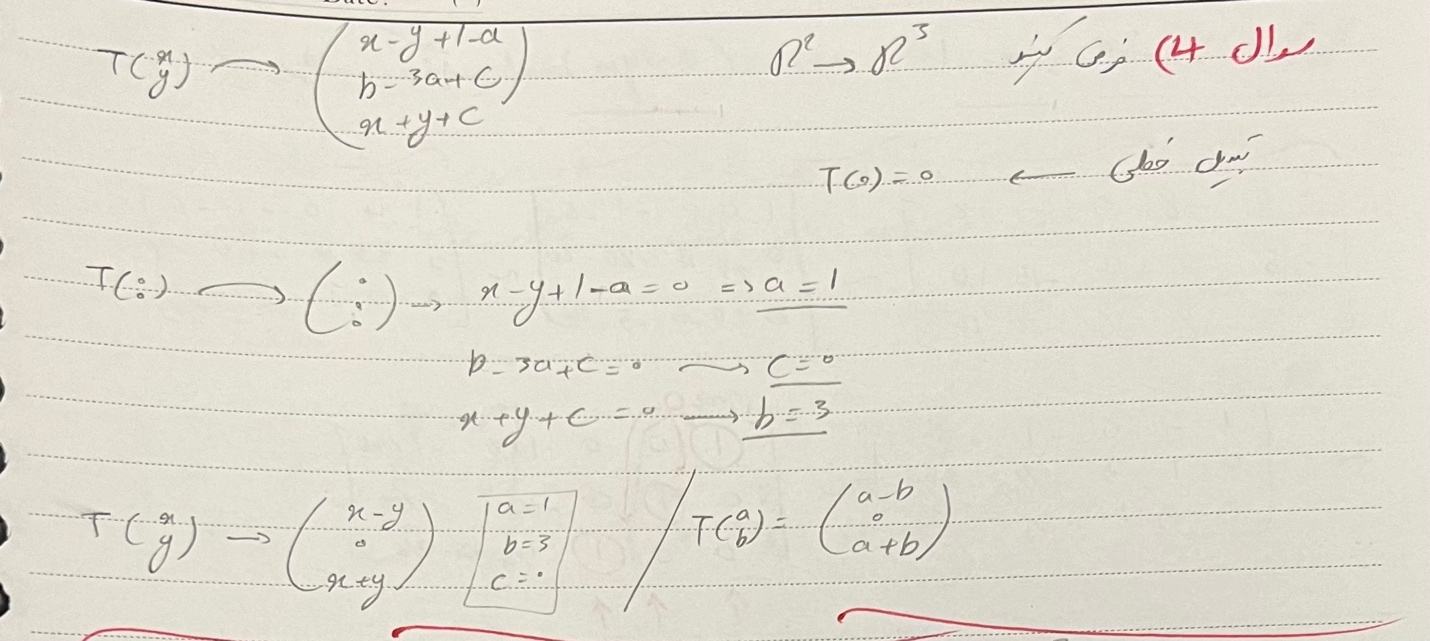 سوال 4) فرض کنید R² → R³ T(x y) → (x-y+1-a
b-3a+c
x+y+c)
تبدیل خطی ← T(0)=0
T(0 0) → (0 0 0) → x-y+1-a=0 => a=1
b-3a+c=0 → c=0
x+y+c=0 → b=3
T(x y) → (x-y 0 x+y) a=1 b=3 c=0 / T(a b) = (a-b 0 a+b)